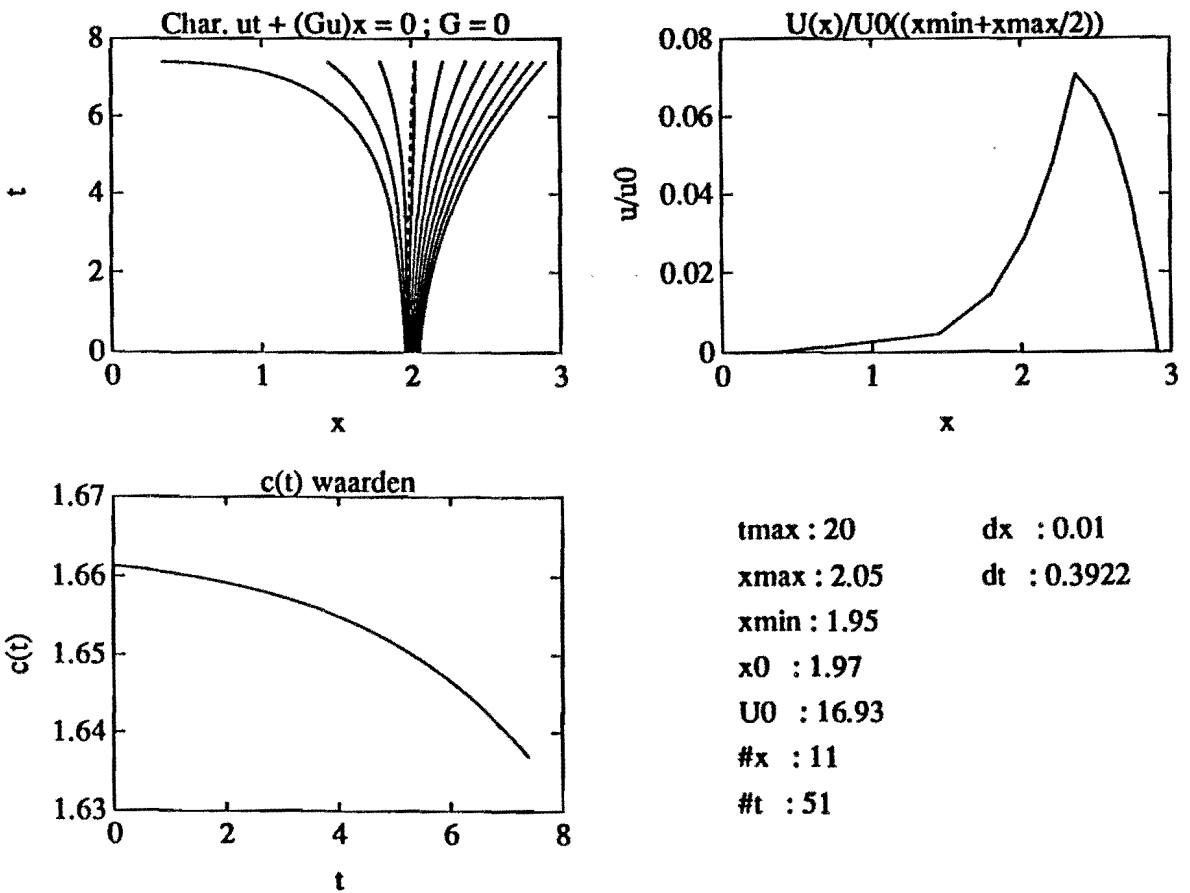 Char. ut + (Gu)x = 0 ; G = 0
8
6
4
2
0
t
0
1
2
3
x
U(x)/U0((xmin+xmax/2))
0.08
0.06
0.04
0.02
0
u/u0
0
1
2
3
x
c(t) waarden
1.67
1.66
1.65
1.64
1.63
c(t)
0
2
4
6
8
t
tmax : 20
dx : 0.01
xmax : 2.05
dt : 0.3922
xmin : 1.95
x0 : 1.97
U0 : 16.93
#x : 11
#t : 51